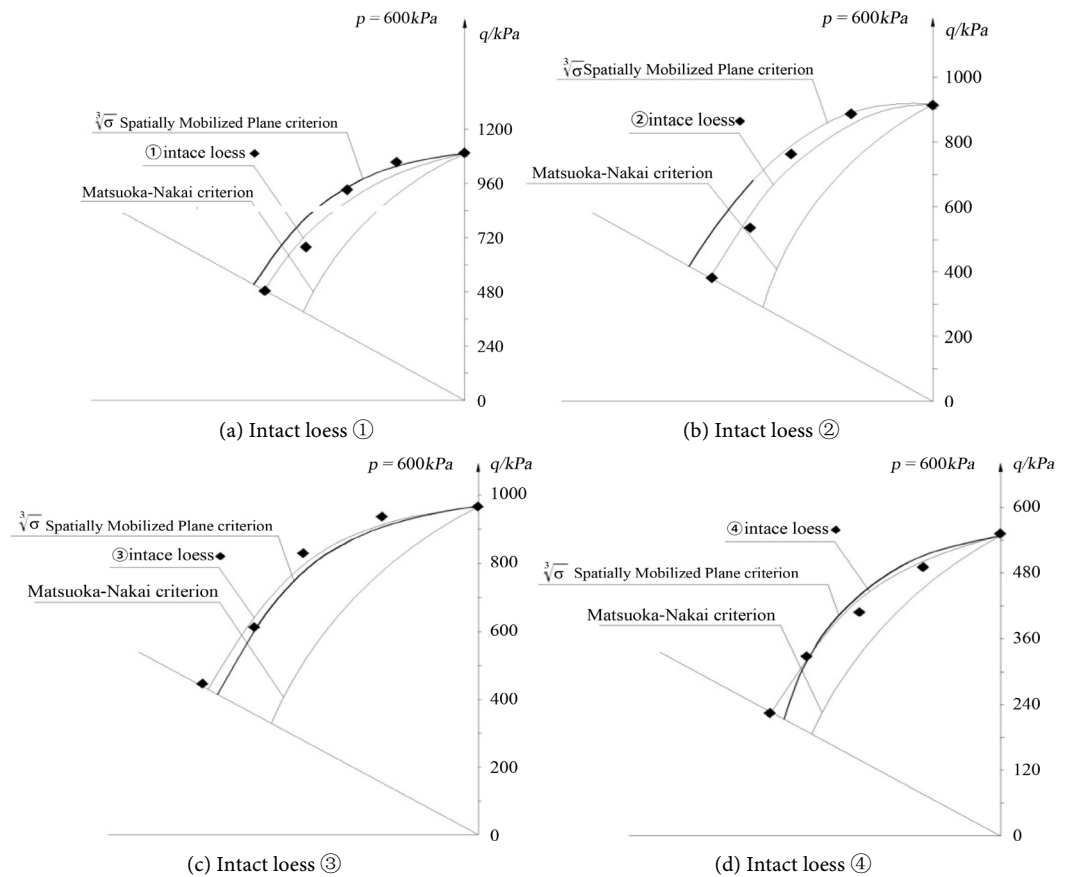 p = 600kPa
q/kPa
∛σ Spatially Mobilized Plane criterion
①intace loess
Matsuoka-Nakai criterion
1200
960
720
480
240
0
(a) Intact loess ①
p = 600kPa
q/kPa
∛σSpatially Mobilized Plane criterion
②intace loess
Matsuoka-Nakai criterion
1000
800
600
400
200
0
(b) Intact loess ②
p = 600kPa
q/kPa
∛σ Spatially Mobilized Plane criterion
③intace loess
Matsuoka-Nakai criterion
1000
800
600
400
200
0
(c) Intact loess ③
p = 600kPa
q/kPa
④intace loess
∛σ Spatially Mobilized Plane criterion
Matsuoka-Nakai criterion
600
480
360
240
120
0
(d) Intact loess ④